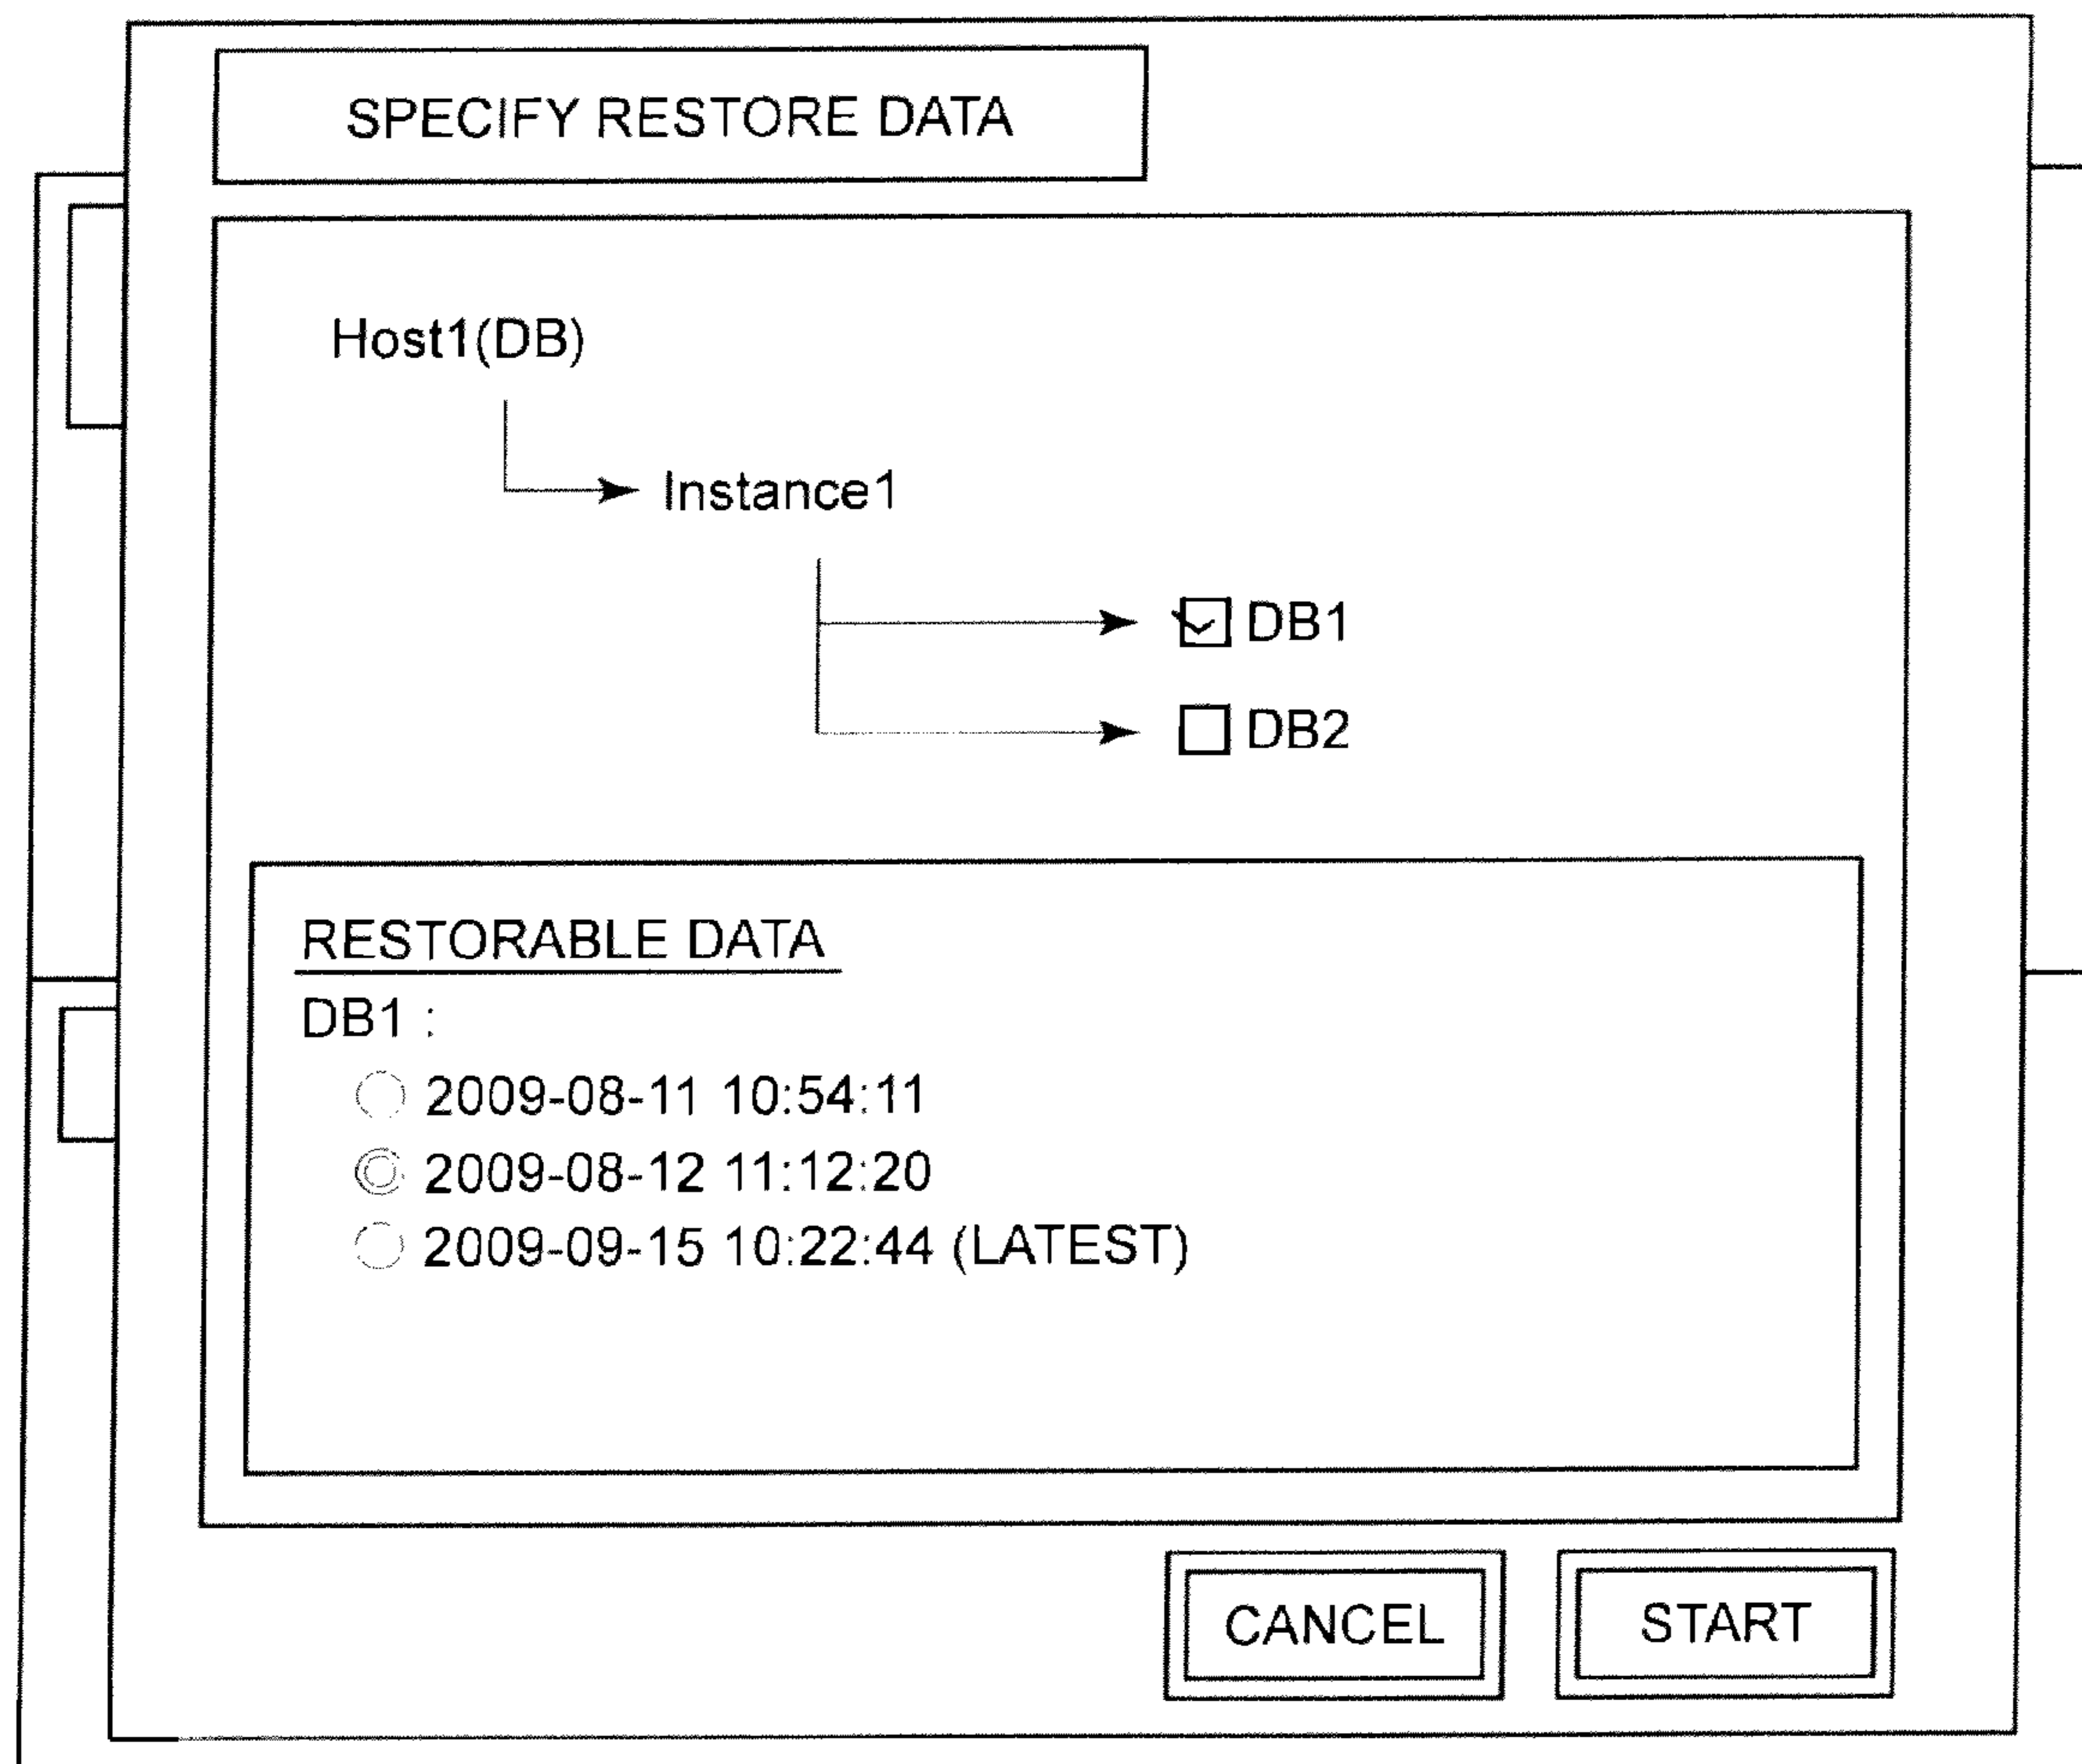 SPECIFY RESTORE DATA
Host1(DB)
Instance1
DB1
DB2
RESTORABLE DATA
DB1 :
2009-08-11 10:54:11
2009-08-12 11:12:20
2009-09-15 10:22:44 (LATEST)
CANCEL
START